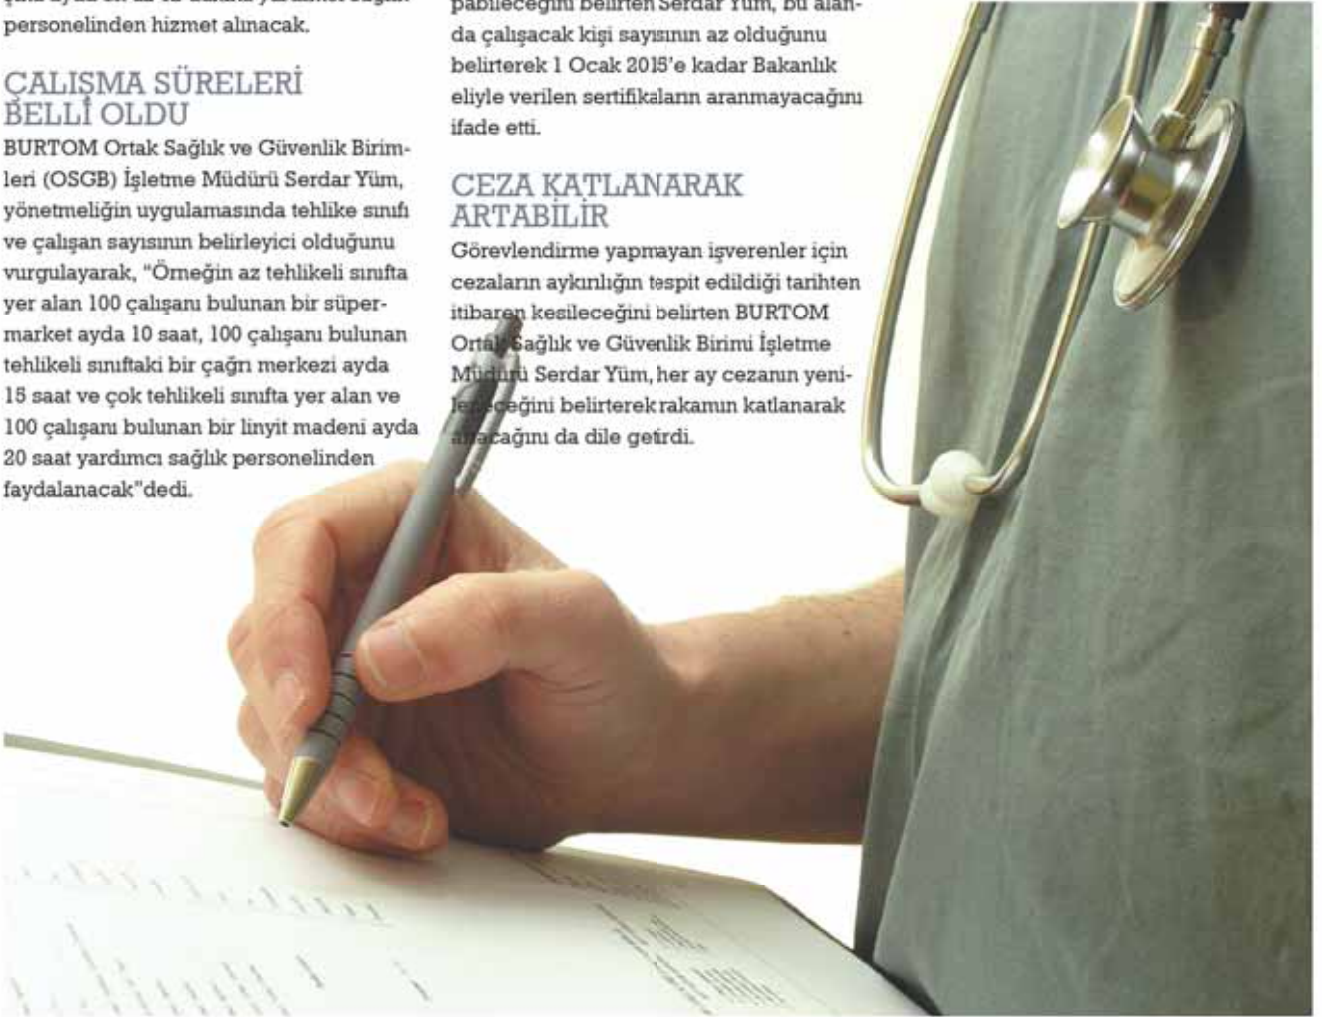 personelinden hizmet alınacak.
ÇALIŞMA SÜRELERİ
BELLİ OLDU
BURTOM Ortak Sağlık ve Güvenlik Birim-
leri (OSGB) İşletme Müdürü Serdar Yüm,
yönetmeliğin uygulamasında tehlike sınıfı
ve çalışan sayısının belirleyici olduğunu
vurgulayarak, “Örneğin az tehlikeli sınıfta
yer alan 100 çalışanı bulunan bir süper-
market ayda 10 saat, 100 çalışanı bulunan
tehlikeli sınıftaki bir çağrı merkezi ayda
15 saat ve çok tehlikeli sınıfta yer alan ve
100 çalışanı bulunan bir linyit madeni ayda
20 saat yardımcı sağlık personelinden
faydalanacak”dedi.
pabileceğini belirten Serdar Yüm, bu alan-
da çalışacak kişi sayısının az olduğunu
belirterek 1 Ocak 2015’e kadar Bakanlık
eliyle verilen sertifikaların aranmayacağını
ifade etti.
CEZA KATLANARAK
ARTABİLİR
Görevlendirme yapmayan işverenler için
cezaların aykırılığın tespit edildiği tarihten
itibaren kesileceğini belirten BURTOM
Ortak Sağlık ve Güvenlik Birimi İşletme
Müdürü Serdar Yüm, her ay cezanın yeni-
leneceğini belirterek rakamın katlanarak
artacağını da dile getirdi.